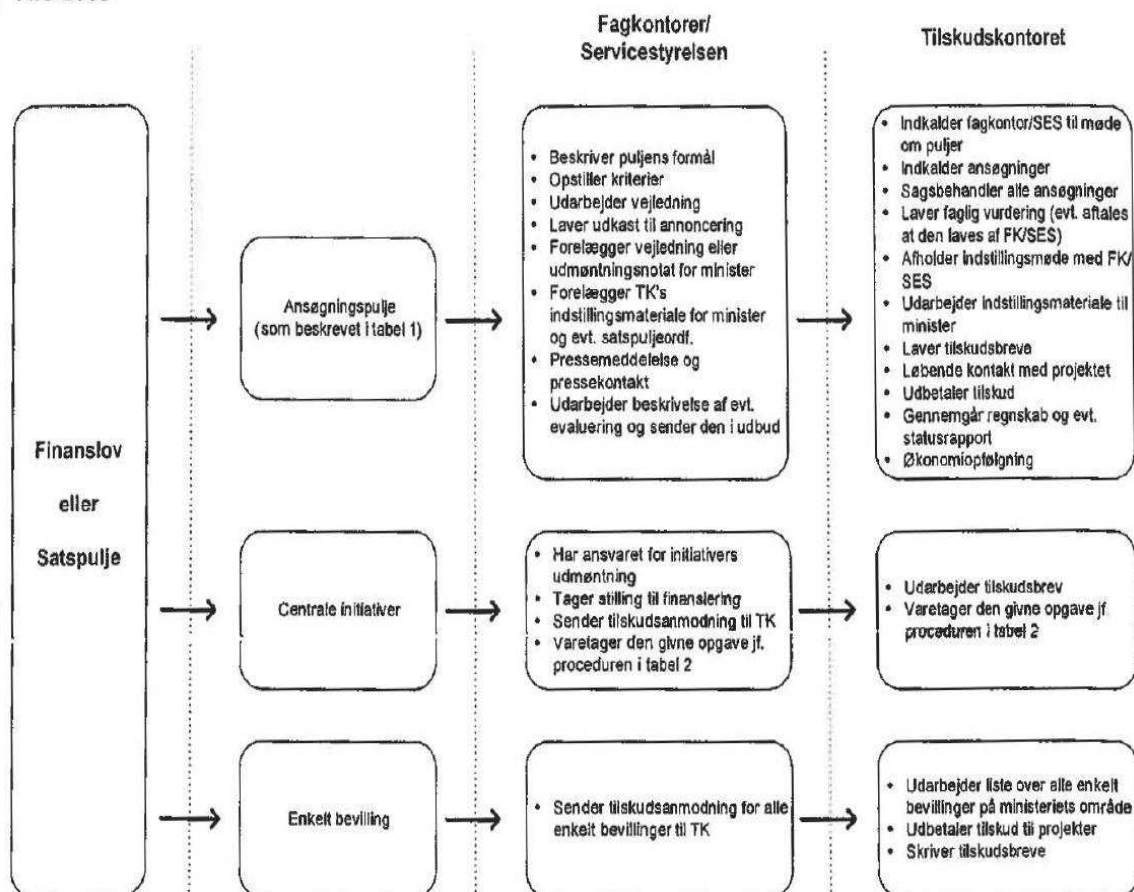 Fagkontorer/
Servicestyrelsen
Tilskudskontoret
Finanslov
eller
Satspulje
Ansøgningspulje
(som beskrevet i tabel 1)
• Beskriver puljens formål
• Opstiller kriterier
• Udarbejder vejledning
• Laver udkast til annoncering
• Forelægger vejledning eller
udmøntningsnotat for minister
• Forelægger TK's
indstillingsmateriale for minister
og evt. satspuljeordf.
• Pressemeddelelse og
pressekontakt
• Udarbejder beskrivelse af evt.
evaluering og sender den i udbud
• Indkalder fagkontor/SES til møde
om puljer
• Indkalder ansøgninger
• Sagsbehandler alle ansøgninger
• Laver faglig vurdering (evt. aftales
at den laves af FK/SES)
• Afholder indstillingsmøde med FK/
SES
• Udarbejder indstillingsmateriale til
minister
• Laver tilskudsbreve
• Løbende kontakt med projektet
• Udbetaler tilskud
• Gennemgår regnskab og evt.
statusrapport
• Økonomiopfølgning
Centrale initiativer
• Har ansvaret for initiativers
udmøntning
• Tager stilling til finansiering
• Sender tilskudsanmodning til TK
• Varetager den givne opgave jf.
proceduren i tabel 2
• Udarbejder tilskudsbrev
• Varetager den givne opgave jf.
proceduren i tabel 2
Enkelt bevilling
• Sender tilskudsanmodning for alle
enkelt bevillinger til TK
• Udarbejder liste over alle enkelt
bevillinger på ministeriets område
• Udbetaler tilskud til projekter
• Skriver tilskudsbreve